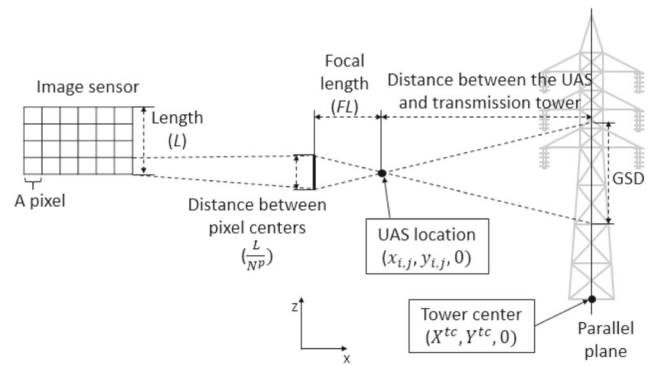 Image sensor
Length
(L)
A pixel
Focal
length
(FL)
Distance between the UAS
and transmission tower
GSD
Distance between
pixel centers
(L/N^p)
UAS location
(x_{i,j}, y_{i,j}, 0)
Tower center
(X^{tc}, Y^{tc}, 0)
Parallel
plane
Z
X